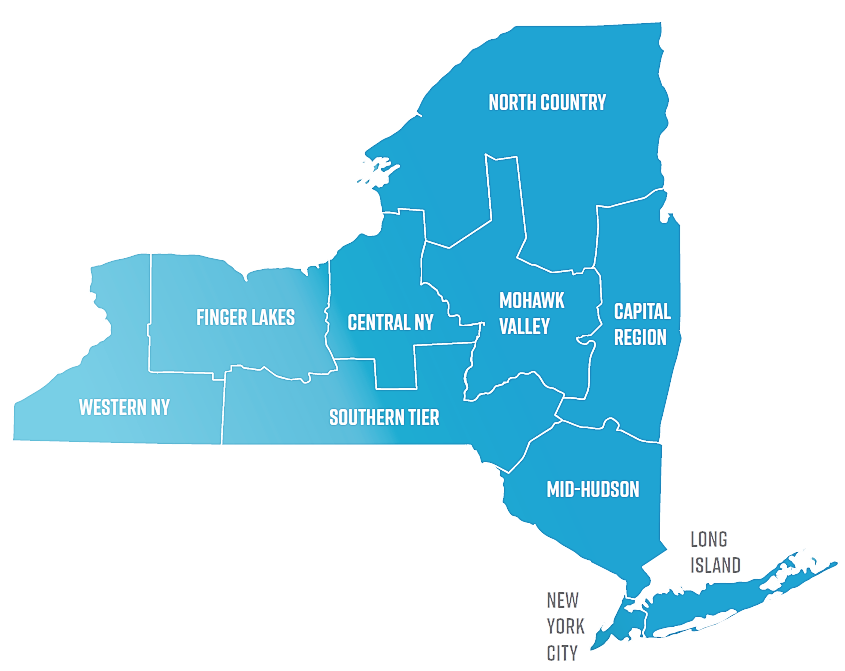 NORTH COUNTRY
FINGER LAKES
CENTRAL NY
MOHAWK
VALLEY
CAPITAL
REGION
WESTERN NY
SOUTHERN TIER
MID-HUDSON
LONG
ISLAND
NEW
YORK
CITY